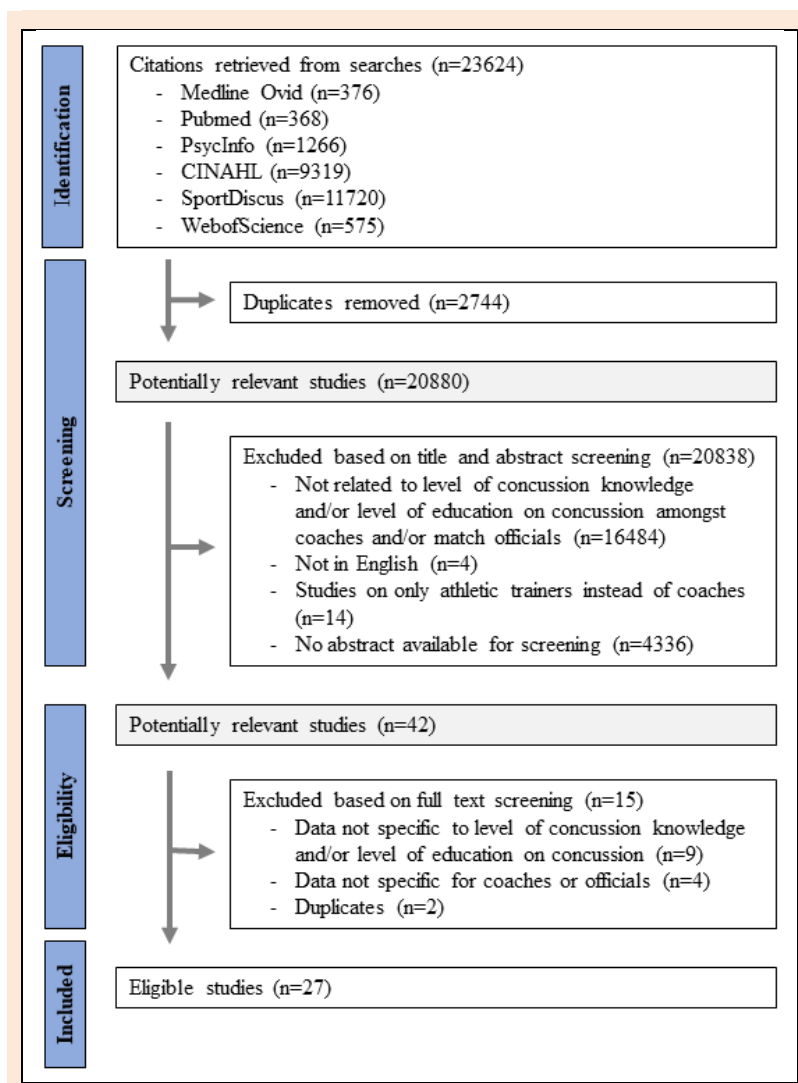 Identification
Citations retrieved from searches (n=23624)
- Medline Ovid (n=376)
- Pubmed (n=368)
- PsycInfo (n=1266)
- CINAHL (n=9319)
- SportDiscus (n=11720)
- WebofScience (n=575)
Screening
Duplicates removed (n=2744)
Potentially relevant studies (n=20880)
Excluded based on title and abstract screening (n=20838)
- Not related to level of concussion knowledge
and/or level of education on concussion amongst
coaches and/or match officials (n=16484)
- Not in English (n=4)
- Studies on only athletic trainers instead of coaches
(n=14)
- No abstract available for screening (n=4336)
Eligibility
Potentially relevant studies (n=42)
Excluded based on full text screening (n=15)
- Data not specific to level of concussion knowledge
and/or level of education on concussion (n=9)
- Data not specific for coaches or officials (n=4)
- Duplicates (n=2)
Included
Eligible studies (n=27)